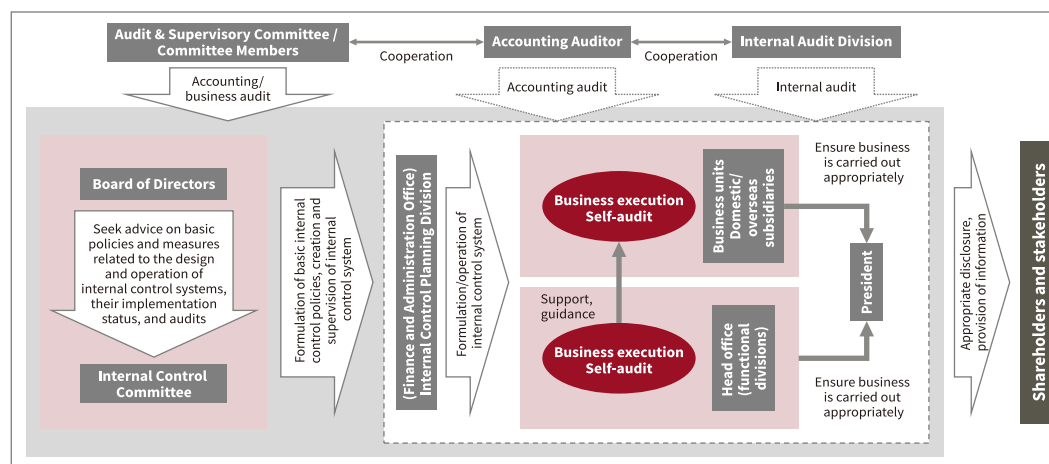 Audit & Supervisory Committee /
Committee Members
Cooperation
Accounting Auditor
Cooperation
Internal Audit Division
Accounting/
business audit
Accounting audit
Internal audit
Board of Directors
Seek advice on basic
policies and measures
related to the design
and operation of
internal control systems,
their implementation
status, and audits
Internal Control
Committee
Formulation of basic internal
control policies, creation and
supervision of internal
control system
(Finance and Administration Office)
Internal Control Planning Division
Formulation/operation of
internal control system
Business execution
Self-audit
Business units
Domestic/
overseas
subsidiaries
Support,
guidance
Business execution
Self-audit
Head office
(functional
divisions)
Ensure business
is carried out
appropriately
President
Ensure business
is carried out
appropriately
Appropriate disclosure,
provision of information
Shareholders and stakeholders